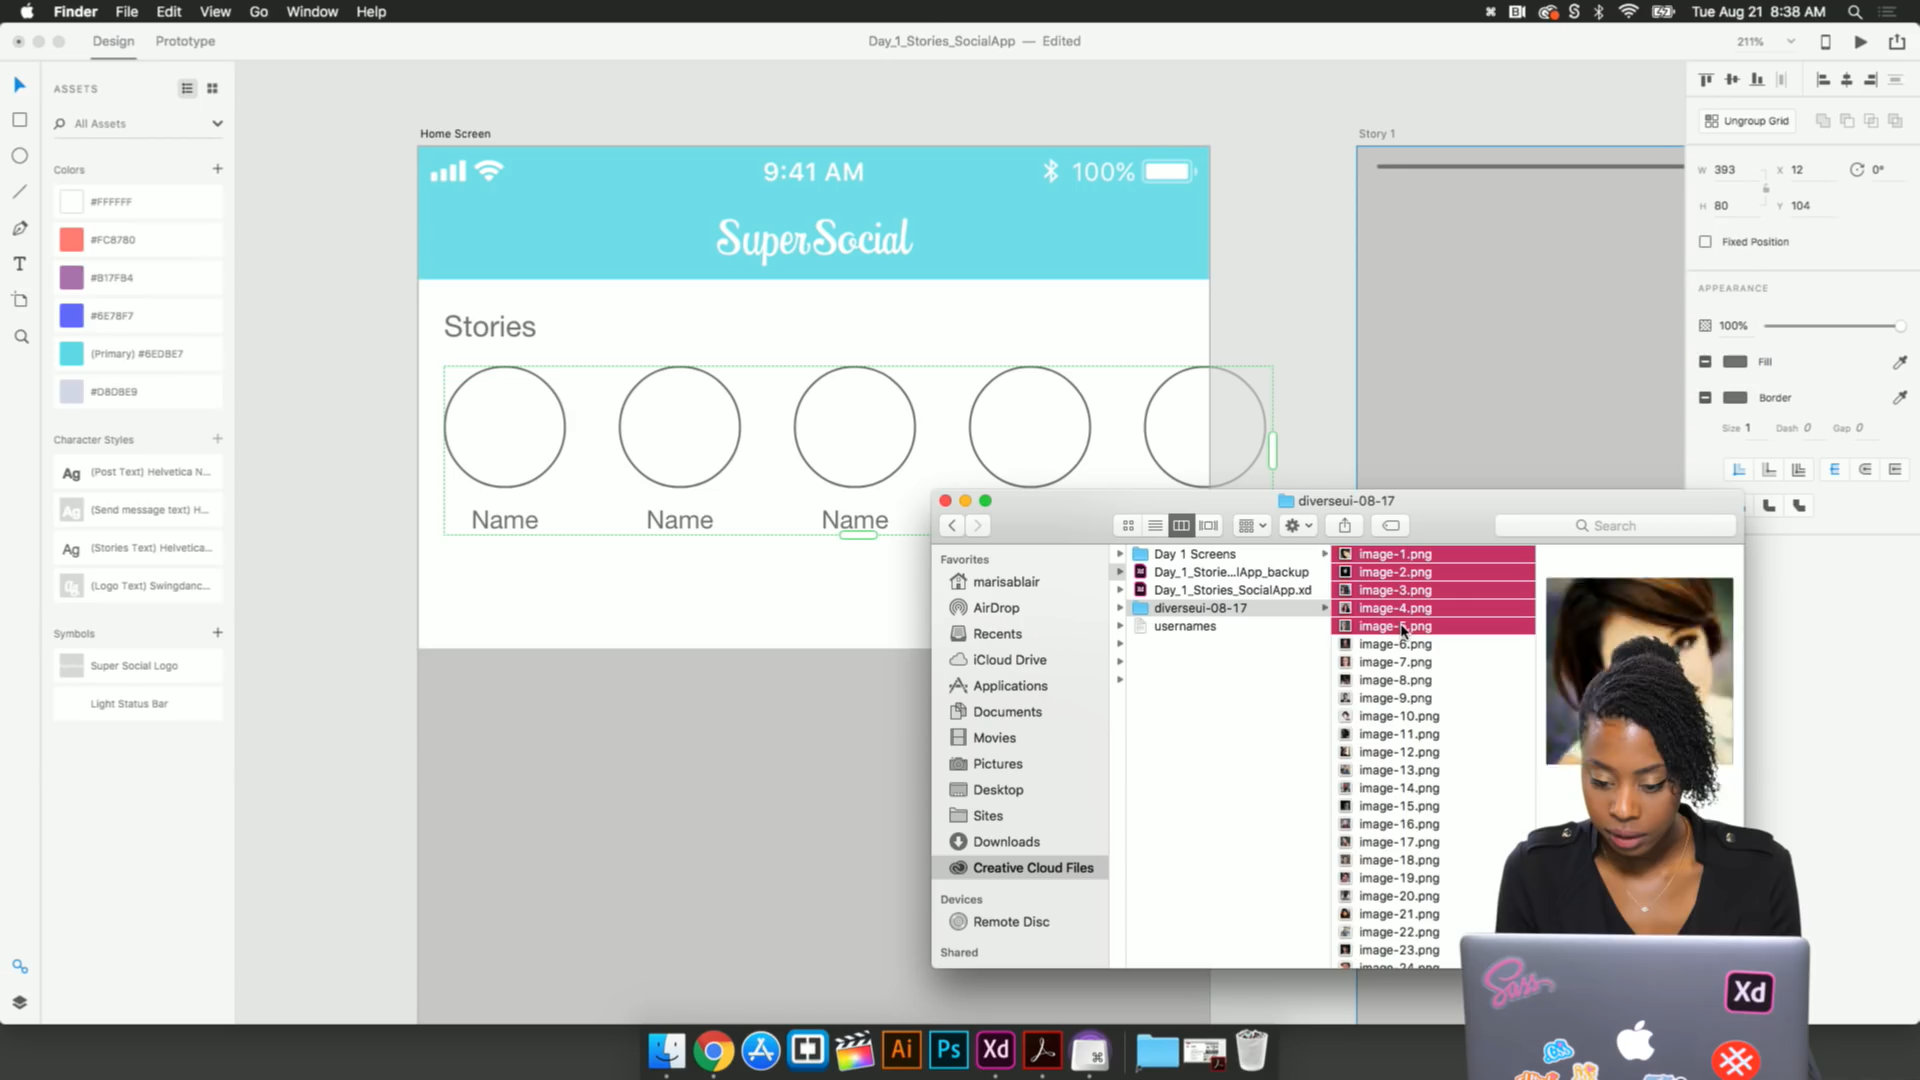 Finder File Edit View Go Window Help
Tue Aug 21 8:38 AM
Design Prototype
Day_1_Stories_SocialApp — Edited
211%
ASSETS
All Assets
Colors
#FFFFFF
#FC8780
#B17FB4
#6E78F7
(Primary) #6EDBE7
#D8DBE9
Character Styles
Ag (Post Text) Helvetica N...
Ag (Send message text) H...
Ag (Stories Text) Helvetica...
Ag (Logo Text) Swingdanc...
Symbols
Super Social Logo
Light Status Bar
Home Screen
9:41 AM
100%
SuperSocial
Stories
Name Name Name
Story 1
Ungroup Grid
W 393 X 12 0°
H 80 Y 104
Fixed Position
APPEARANCE
100%
Fill
Border
Size 1 Dash 0 Gap 0
diverseui-08-17
Search
Favorites
marisablair
AirDrop
Recents
iCloud Drive
Applications
Documents
Movies
Pictures
Desktop
Sites
Downloads
Creative Cloud Files
Devices
Remote Disc
Shared
Day 1 Screens
Day_1_Storie...lApp_backup
Day_1_Stories_SocialApp.xd
diverseui-08-17
usernames
image-1.png
image-2.png
image-3.png
image-4.png
image-5.png
image-6.png
image-7.png
image-8.png
image-9.png
image-10.png
image-11.png
image-12.png
image-13.png
image-14.png
image-15.png
image-16.png
image-17.png
image-18.png
image-19.png
image-20.png
image-21.png
image-22.png
image-23.png
image-24.png
Ai Ps Xd
Sass
Xd